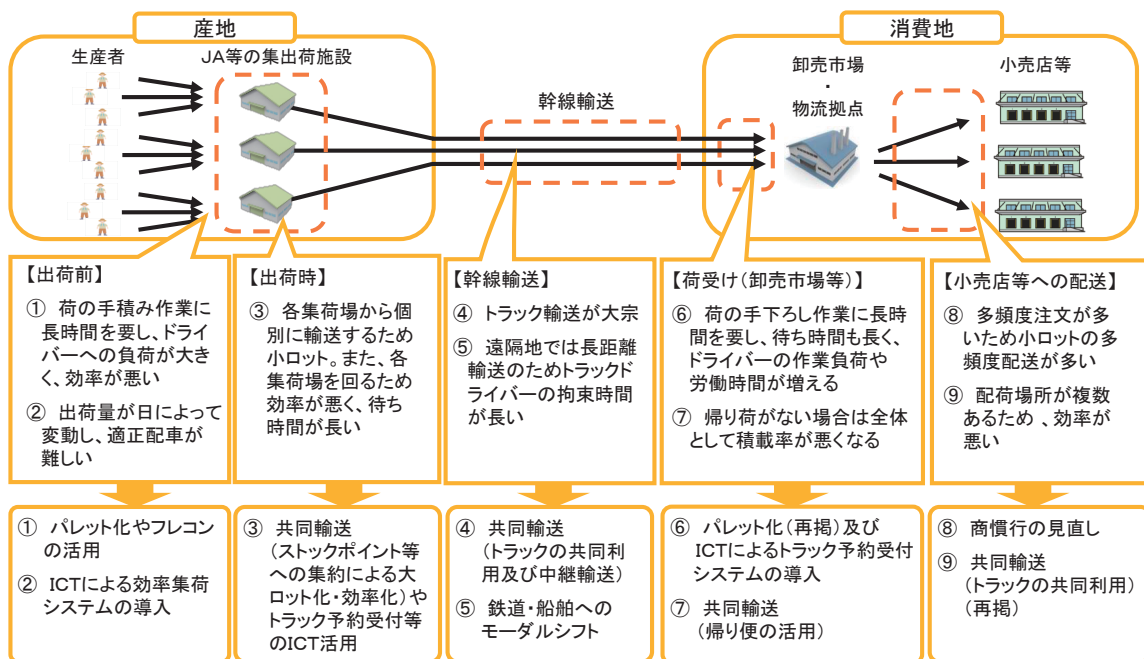 産地
生産者
JA等の集出荷施設
幹線輸送
消費地
卸売市場
・
物流拠点
小売店等
【出荷前】
① 荷の手積み作業に
長時間を要し、ドライ
バーへの負荷が大き
く、効率が悪い
② 出荷量が日によって
変動し、適正配車が
難しい
【出荷時】
③ 各集荷場から個
別に輸送するため
小ロット。また、各
集荷場を回るため
効率が悪く、待ち
時間が長い
【幹線輸送】
④ トラック輸送が大宗
⑤ 遠隔地では長距離
輸送のためトラックド
ライバーの拘束時間
が長い
【荷受け(卸売市場等)】
⑥ 荷の手下ろし作業に長時
間を要し、待ち時間も長く、
ドライバーの作業負荷や
労働時間が増える
⑦ 帰り荷がない場合は全体
として積載率が悪くなる
【小売店等への配送】
⑧ 多頻度注文が多
いため小ロットの多
頻度配送が多い
⑨ 配荷場所が複数
あるため 、効率が
悪い
① パレット化やフレコン
の活用
② ICTによる効率集荷
システムの導入
③ 共同輸送
(ストックポイント等
への集約による大
ロット化・効率化)や
トラック予約受付等
のICT活用
④ 共同輸送
(トラックの共同利
用及び中継輸送)
⑤ 鉄道・船舶への
モーダルシフト
⑥ パレット化(再掲)及び
ICTによるトラック予約受付
システムの導入
⑦ 共同輸送
(帰り便の活用)
⑧ 商慣行の見直し
⑨ 共同輸送
(トラックの共同利用)
(再掲)